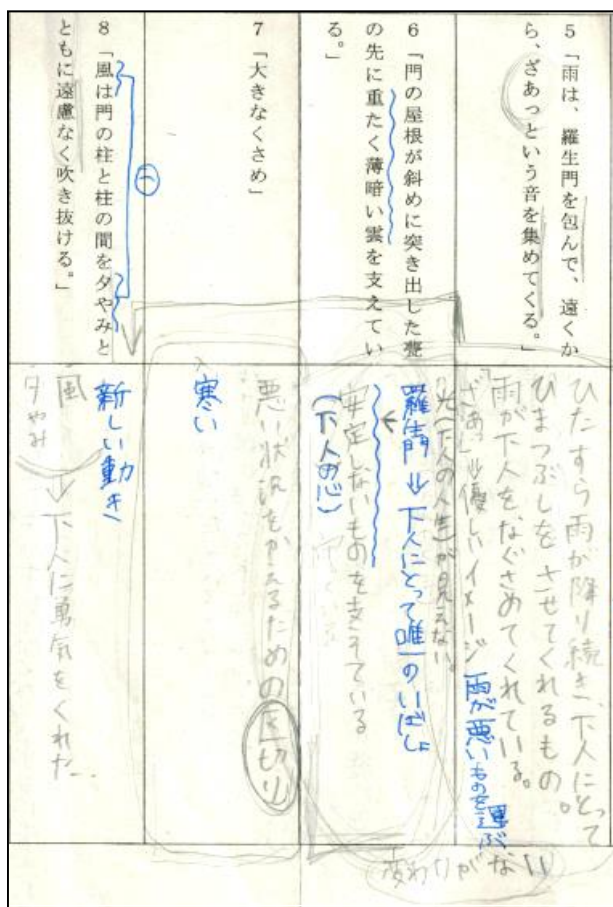 5「雨は、羅生門を包んで、遠くか
ら、ざあっという音を集めてくる。」
ひたすら雨が降り続き、下人にとって
ひまつぶしをさせてくれるもの。
雨が下人をなぐさめてくれている。
「ざあっ」⇒優しいイメージ
雨が悪いものを運ぶ
6「門の屋根が斜めに突き出した甍
の先に重たく薄暗い雲を支えてい
る。」
(下人の人生)が見えない。
羅生門⇒下人にとって唯一のいばしょ
安定しないものを支えている
(下人の心)
変わりがない
7「大きなくさめ」
悪い状況をかえるための区切り
寒い
8「風は門の柱と柱の間を夕やみと
ともに遠慮なく吹き抜ける。」
(一)
新しい動き
風
夕やみ
→下人に勇気をくれた…